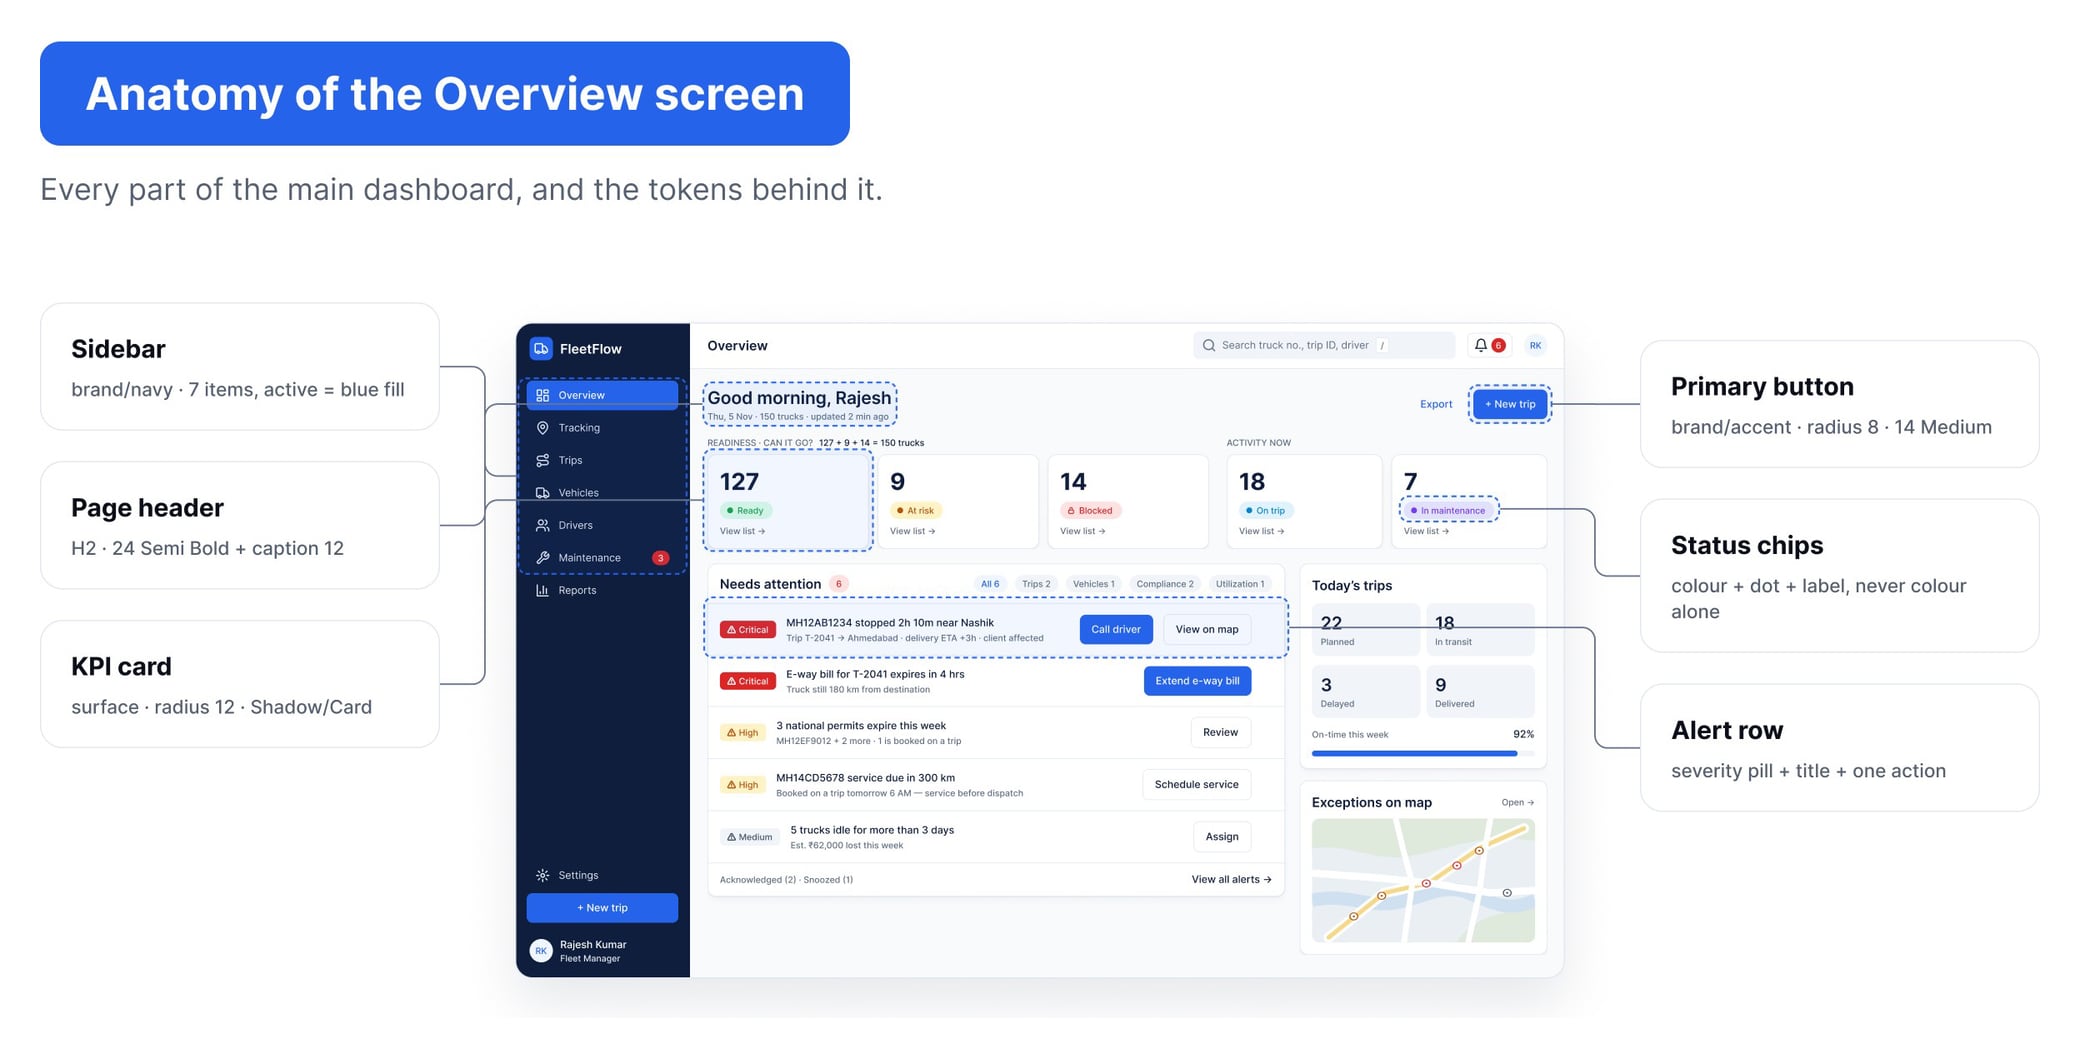 Anatomy of the Overview screen
Every part of the main dashboard, and the tokens behind it.
Sidebar
brand/navy · 7 items, active = blue fill
Page header
H2 · 24 Semi Bold + caption 12
KPI card
surface · radius 12 · Shadow/Card
FleetFlow
Overview
Tracking
Trips
Vehicles
Drivers
Maintenance 3
Reports
Settings
+ New trip
RK
Rajesh Kumar
Fleet Manager
Overview
Search truck no., trip ID, driver /
6
RK
Good morning, Rajesh
Thu, 5 Nov · 150 trucks · updated 2 min ago
Export
+ New trip
READINESS · CAN IT GO? 127 + 9 + 14 = 150 trucks
ACTIVITY NOW
127
Ready
View list →
9
At risk
View list →
14
Blocked
View list →
18
On trip
View list →
7
In maintenance
View list →
Needs attention 6
All 6 Trips 2 Vehicles 1 Compliance 2 Utilization 1
Critical
MH12AB1234 stopped 2h 10m near Nashik
Trip T-2041 → Ahmedabad · delivery ETA +3h · client affected
Call driver
View on map
Critical
E-way bill for T-2041 expires in 4 hrs
Truck still 180 km from destination
Extend e-way bill
High
3 national permits expire this week
MH12EF9012 + 2 more · 1 is booked on a trip
Review
High
MH14CD5678 service due in 300 km
Booked on a trip tomorrow 6 AM — service before dispatch
Schedule service
Medium
5 trucks idle for more than 3 days
Est. ₹62,000 lost this week
Assign
Acknowledged (2) · Snoozed (1)
View all alerts →
Today’s trips
22
Planned
18
In transit
3
Delayed
9
Delivered
On-time this week 92%
Exceptions on map
Open →
Primary button
brand/accent · radius 8 · 14 Medium
Status chips
colour + dot + label, never colour
alone
Alert row
severity pill + title + one action